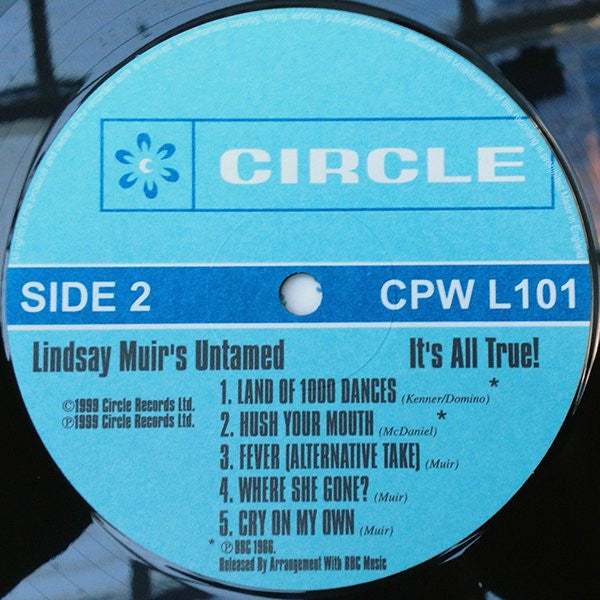 CIRCLE
SIDE 2
CPW L101
Lindsay Muir's Untamed
It's All True!
1. LAND OF 1000 DANCES (Kenner/Domino) *
©1999 Circle Records Ltd.
℗1999 Circle Records Ltd.
2. HUSH YOUR MOUTH (McDaniel) *
3. FEVER (ALTERNATIVE TAKE) (Muir)
4. WHERE SHE GONE? (Muir)
5. CRY ON MY OWN (Muir)
* ℗ BBC 1966.
Released By Arrangement With BBC Music